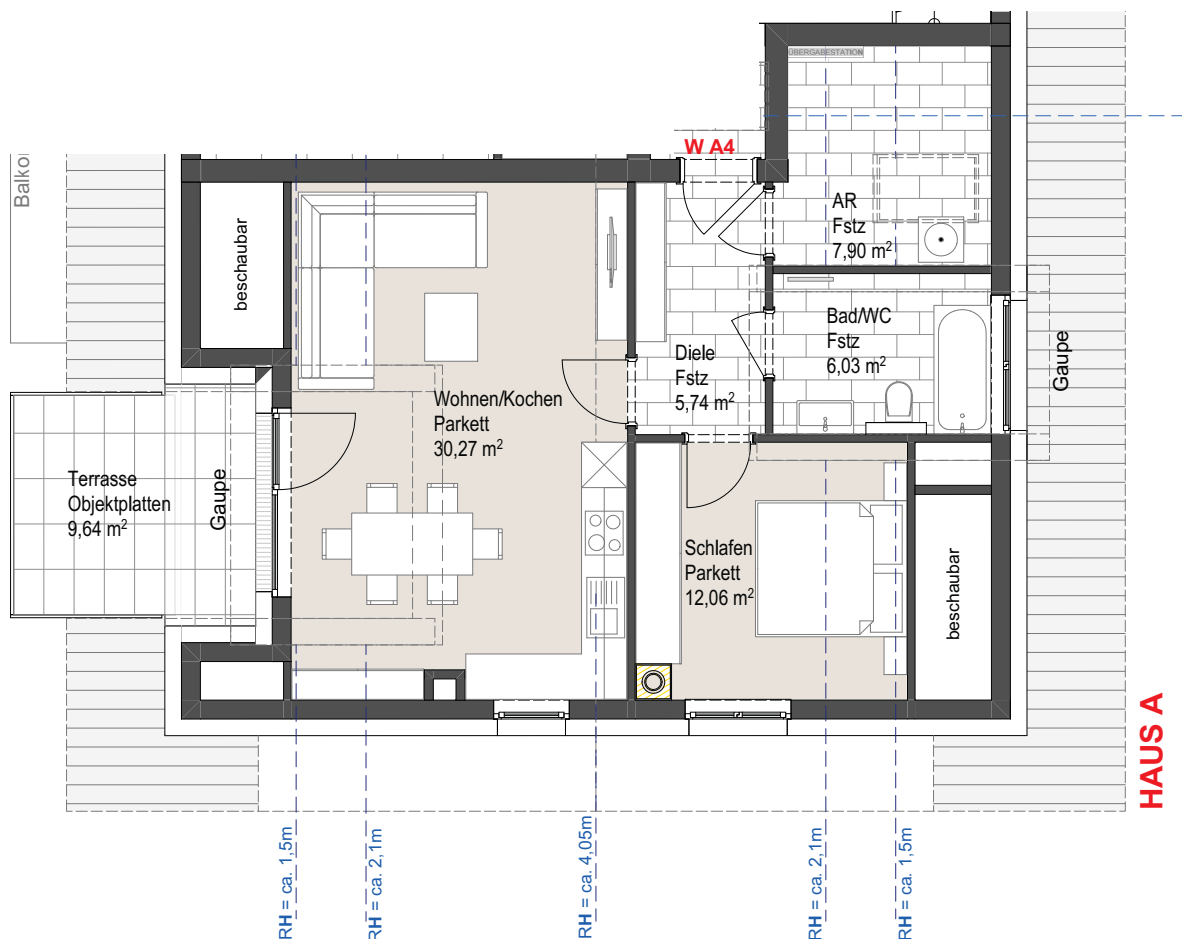 ÜBERGABESTATION
W A4
Balko
beschaubar
AR
Fstz
7,90 m²
Bad/WC
Fstz
6,03 m²
Gaupe
Diele
Fstz
5,74 m²
Wohnen/Kochen
Parkett
30,27 m²
Terrasse
Objektplatten
9,64 m²
Gaupe
Schlafen
Parkett
12,06 m²
beschaubar
HAUS A
RH = ca. 1,5m
RH = ca. 2,1m
RH = ca. 4,05m
RH = ca. 2,1m
RH = ca. 1,5m